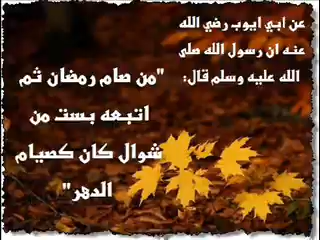 عن ابي ايوب رضي الله
عنه ان رسول الله صلى
الله عليه وسلم قال:
"من صام رمضان ثم
اتبعه بست من
شوال كان كصيام
الدهر"